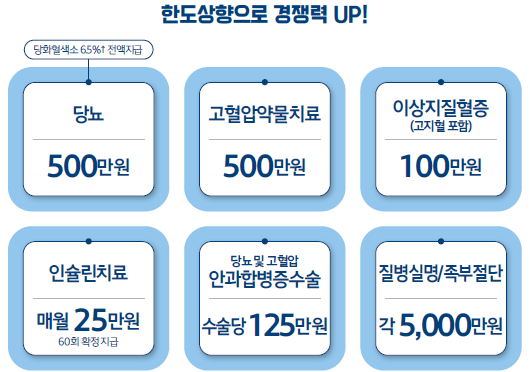 한도상향으로 경쟁력 UP!
당화혈색소 6.5%↑ 전액지급
당뇨
500만원
고혈압약물치료
500만원
이상지질혈증
(고지혈 포함)
100만원
인슐린치료
매월 25만원
60회 확정지급
당뇨 및 고혈압
안과합병증수술
수술당 125만원
질병실명/족부절단
각 5,000만원